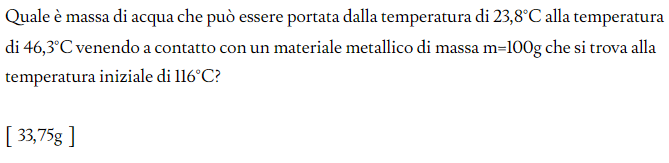 Quale è massa di acqua che può essere portata dalla temperatura di 23,8°C alla temperatura
di 46,3°C venendo a contatto con un materiale metallico di massa m=100g che si trova alla
temperatura iniziale di 116°C?
[ 33,75g ]